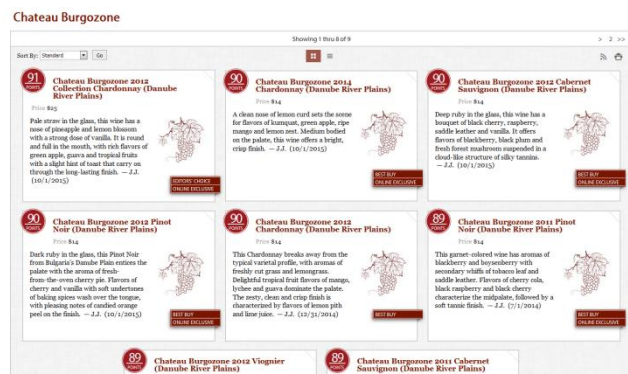 Chateau Burgozone
Showing 1 thru 8 of 9
> 2 >>
Sort By: Standard Go
91
POINTS
Chateau Burgozone 2012
Collection Chardonnay (Danube
River Plains)
Price $25
Pale straw in the glass, this wine has a
nose of pineapple and lemon blossom
with a strong dose of vanilla. It is round
and full in the mouth, with rich flavors of
green apple, guava and tropical fruits
with a slight bint of toast that carry on
through the long-lasting finish. — J.J.
(10/1/2015)
EDITORS' CHOICE
ONLINE EXCLUSIVE
90
POINTS
Chateau Burgozone 2014
Chardonnay (Danube River Plains)
Price $14
A clean nose of lemon curd sets the scene
for flavors of kumquat, green apple, ripe
mango and lemon nest. Medium bodied
on the palate, this wine offers a bright,
crisp finish. — J.J. (10/1/2015)
BEST BUY
ONLINE EXCLUSIVE
90
POINTS
Chateau Burgozone 2012 Cabernet
Sauvignon (Danube River Plains)
Price $14
Deep ruby in the glass, this wine has a
bouquet of black cherry, raspberry,
saddle leather and vanilla. It offers
flavors of blackberry, black plum and
fresh forest mushroom suspended in a
cloud-like structure of silky tannins.
— J.J. (10/1/2015)
BEST BUY
ONLINE EXCLUSIVE
90
POINTS
Chateau Burgozone 2012 Pinot
Noir (Danube River Plains)
Price $14
Dark ruby in the glass, this Pinot Noir
from Bulgaria's Danube Plain entices the
palate with the aroma of fresh-
from-the-oven cherry pie. Flavors of
cherry and vanilla with soft undertones
of baking spices wash over the tongue,
with pleasing notes of candied orange
peel on the finish. — J.J. (10/1/2015)
BEST BUY
ONLINE EXCLUSIVE
90
POINTS
Chateau Burgozone 2012
Chardonnay (Danube River Plains)
Price $14
This Chardonnay breaks away from the
typical varietal profile, with aromas of
freshly cut grass and lemongrass.
Delightful tropical fruit flavors of mango,
lychee and guava dominate the palate.
The zesty, clean and crisp finish is
characterized by flavors of lemon pith
and lime juice. — J.J. (12/31/2014)
BEST BUY
89
POINTS
Chateau Burgozone 2011 Pinot
Noir (Danube River Plains)
Price $14
This garnet-colored wine has aromas of
blackberry and boysenberry with
secondary whiffs of tobacco leaf and
saddle leather. Flavors of cherry cola,
black raspberry and black cherry
characterize the midpalate, followed by a
soft tannic finish. — J.J. (7/1/2014)
BEST BUY
89
POINTS
Chateau Burgozone 2012 Viognier
(Danube River Plains)
89
POINTS
Chateau Burgozone 2011 Cabernet
Sauvignon (Danube River Plains)